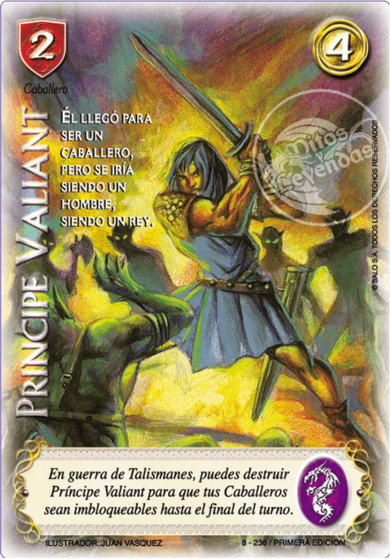 2
4
Caballero
PRÍNCIPE VALIANT
ÉL LLEGÓ PARA
SER UN
CABALLERO,
PERO SE IRÍA
SIENDO UN
HOMBRE,
SIENDO UN REY.
Mitos
y
Leyendas
© SALO S.A. TODOS LOS DERECHOS RESERVADOS
En guerra de Talismanes, puedes destruir
Príncipe Valiant para que tus Caballeros
sean imbloqueables hasta el final del turno.
ILUSTRADOR: JUAN VASQUEZ
8 - 236 / PRIMERA EDICION